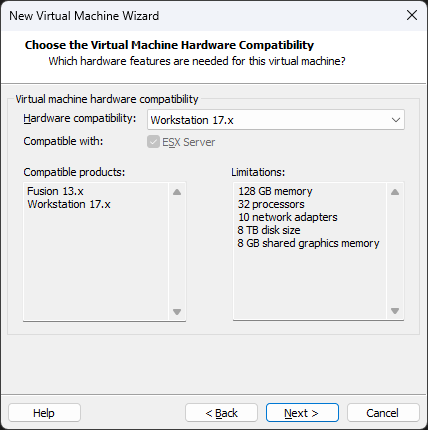 New Virtual Machine Wizard
Choose the Virtual Machine Hardware Compatibility
Which hardware features are needed for this virtual machine?
Virtual machine hardware compatibility
Hardware compatibility: Workstation 17.x
Compatible with: ESX Server
Compatible products: Limitations:
Fusion 13.x 128 GB memory
Workstation 17.x 32 processors
10 network adapters
8 TB disk size
8 GB shared graphics memory
Help < Back Next > Cancel